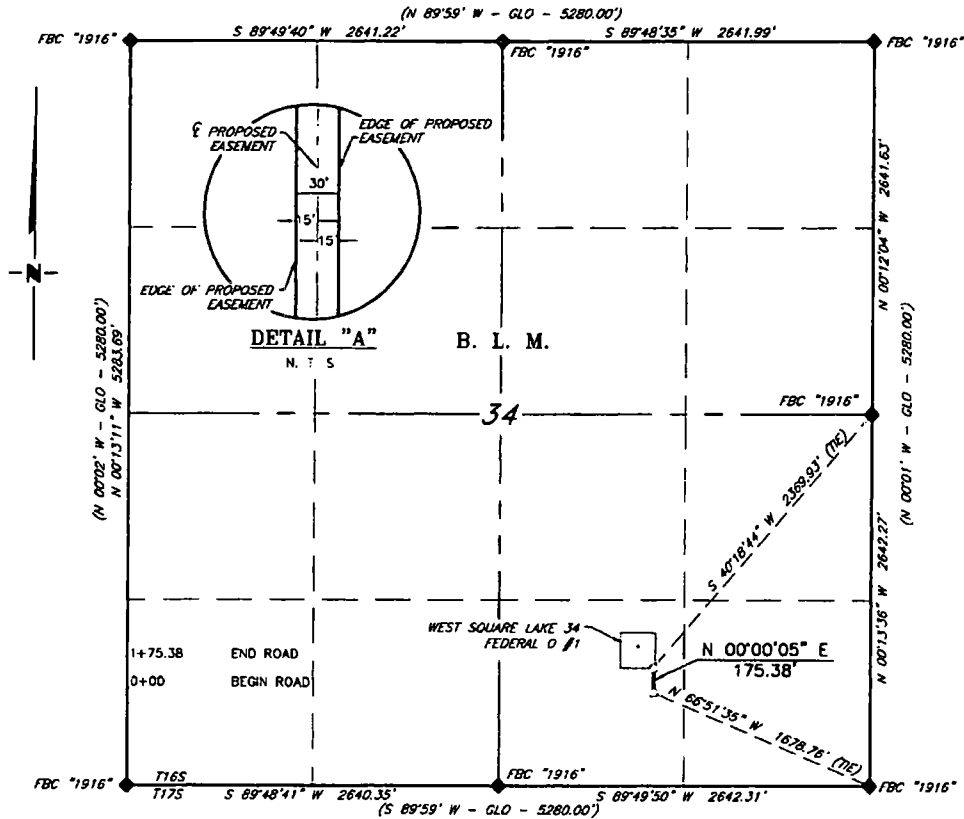 (N 89°59' W - GLO - 5280.00')
S 89°49'40" W 2641.22'
S 89°48'35" W 2641.99'
FBC "1916"
FBC "1916"
FBC "1916"
℄ PROPOSED
EASEMENT
EDGE OF PROPOSED
EASEMENT
30'
15'
15'
EDGE OF PROPOSED
EASEMENT
DETAIL "A"
N. T S
B. L. M.
-N-
N 00°12'04" W 2641.63'
(N 00°02' W - GLO - 5280.00')
N 00°13'11" W 5283.69'
(N 00°01' W - GLO - 5280.00')
34
FBC "1916"
S 40°18'44" W 2369.93' (TIE)
N 00°13'36" W 2642.27'
WEST SQUARE LAKE 34
FEDERAL O #1
N 00°00'05" E
175.38'
1+75.38 END ROAD
0+00 BEGIN ROAD
N 66°51'35" W 1678.76' (TIE)
FBC "1916"
T16S
T17S
S 89°48'41" W 2640.35'
FBC "1916"
S 89°49'50" W 2642.31'
FBC "1916"
(S 89°59' W - GLO - 5280.00')